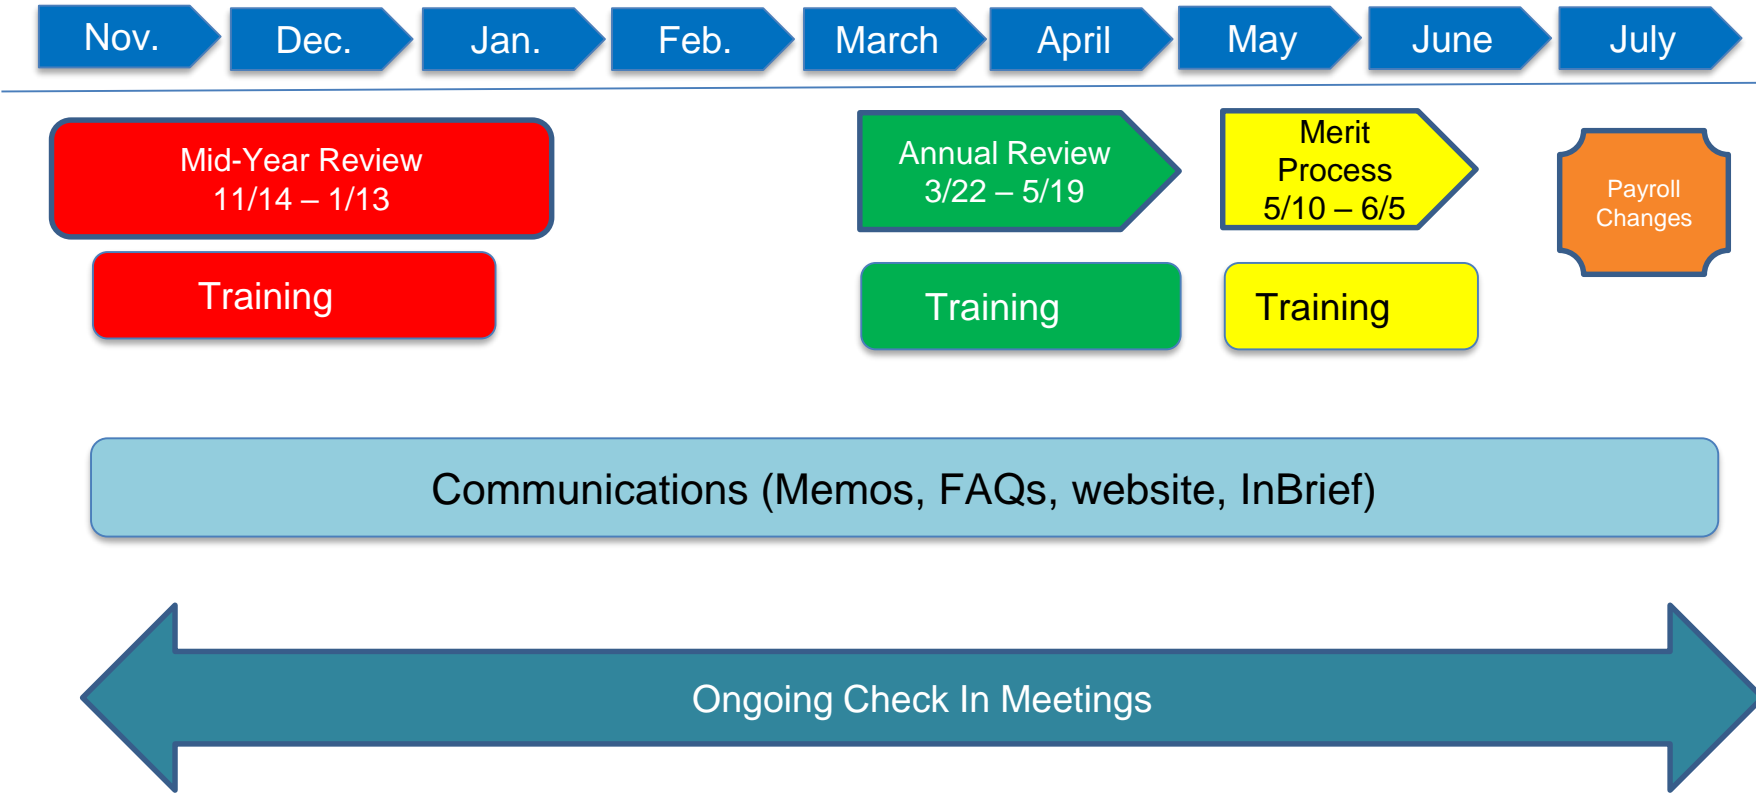 Nov. Dec. Jan. Feb. March April May June July
Mid-Year Review
11/14 – 1/13
Training
Annual Review
3/22 – 5/19
Training
Merit
Process
5/10 – 6/5
Training
Payroll
Changes
Communications (Memos, FAQs, website, InBrief)
Ongoing Check In Meetings